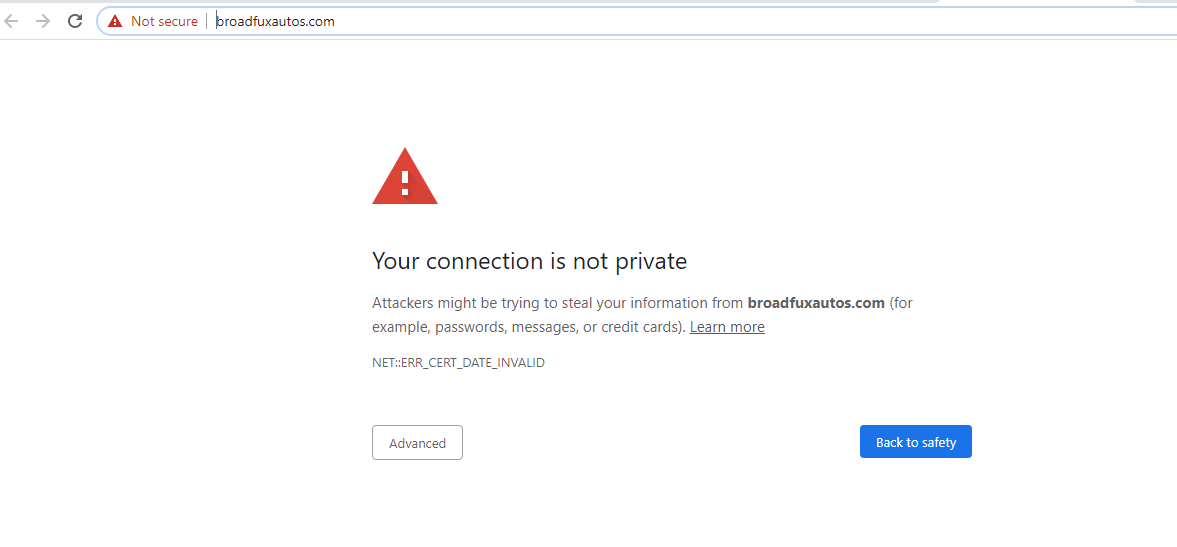 Not secure broadfuxautos.com
Your connection is not private
Attackers might be trying to steal your information from broadfuxautos.com (for
example, passwords, messages, or credit cards). Learn more
NET::ERR_CERT_DATE_INVALID
Advanced Back to safety